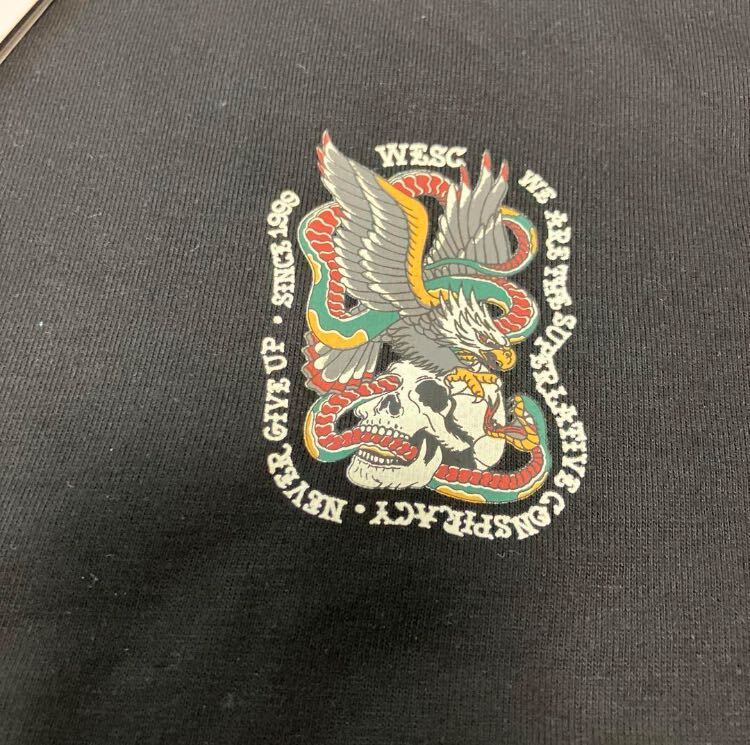 WESC
WE ARE THE SUPERLATIVE CONSPIRACY · NEVER GIVE UP · SINCE 1999